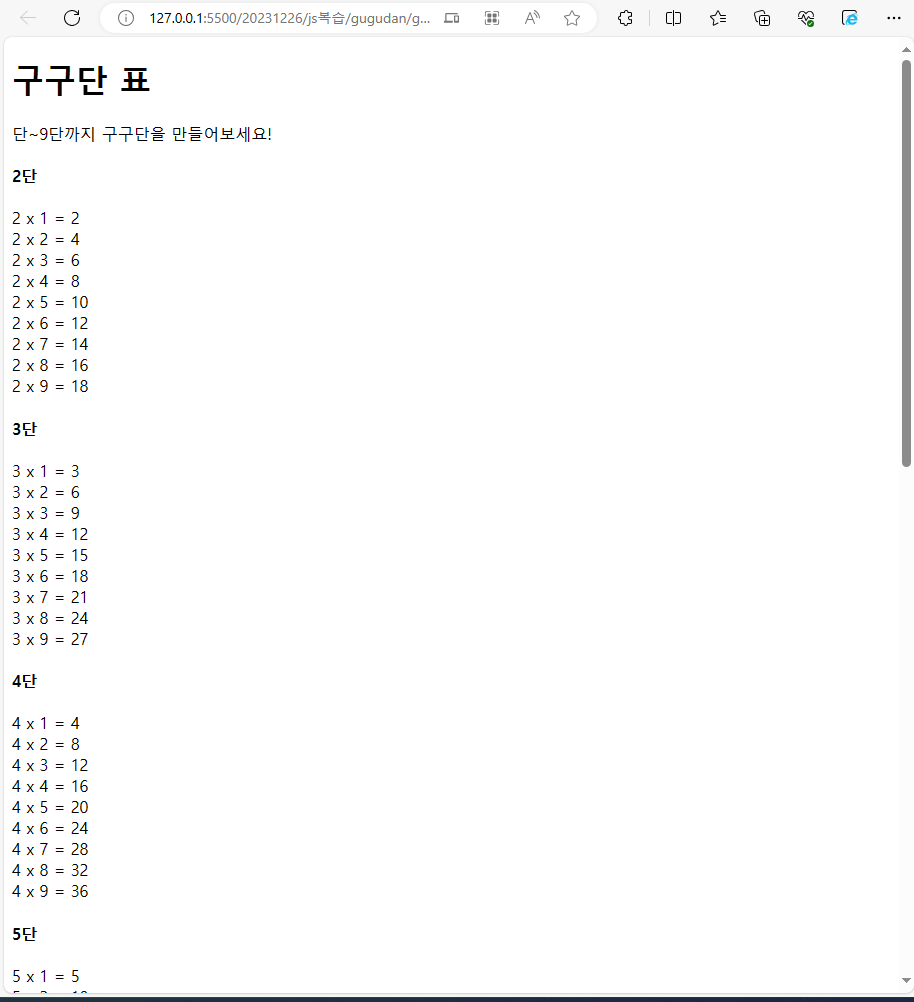 127.0.0.1:5500/20231226/js복습/gugudan/g...
구구단 표
단~9단까지 구구단을 만들어보세요!
2단
2 x 1 = 2
2 x 2 = 4
2 x 3 = 6
2 x 4 = 8
2 x 5 = 10
2 x 6 = 12
2 x 7 = 14
2 x 8 = 16
2 x 9 = 18
3단
3 x 1 = 3
3 x 2 = 6
3 x 3 = 9
3 x 4 = 12
3 x 5 = 15
3 x 6 = 18
3 x 7 = 21
3 x 8 = 24
3 x 9 = 27
4단
4 x 1 = 4
4 x 2 = 8
4 x 3 = 12
4 x 4 = 16
4 x 5 = 20
4 x 6 = 24
4 x 7 = 28
4 x 8 = 32
4 x 9 = 36
5단
5 x 1 = 5